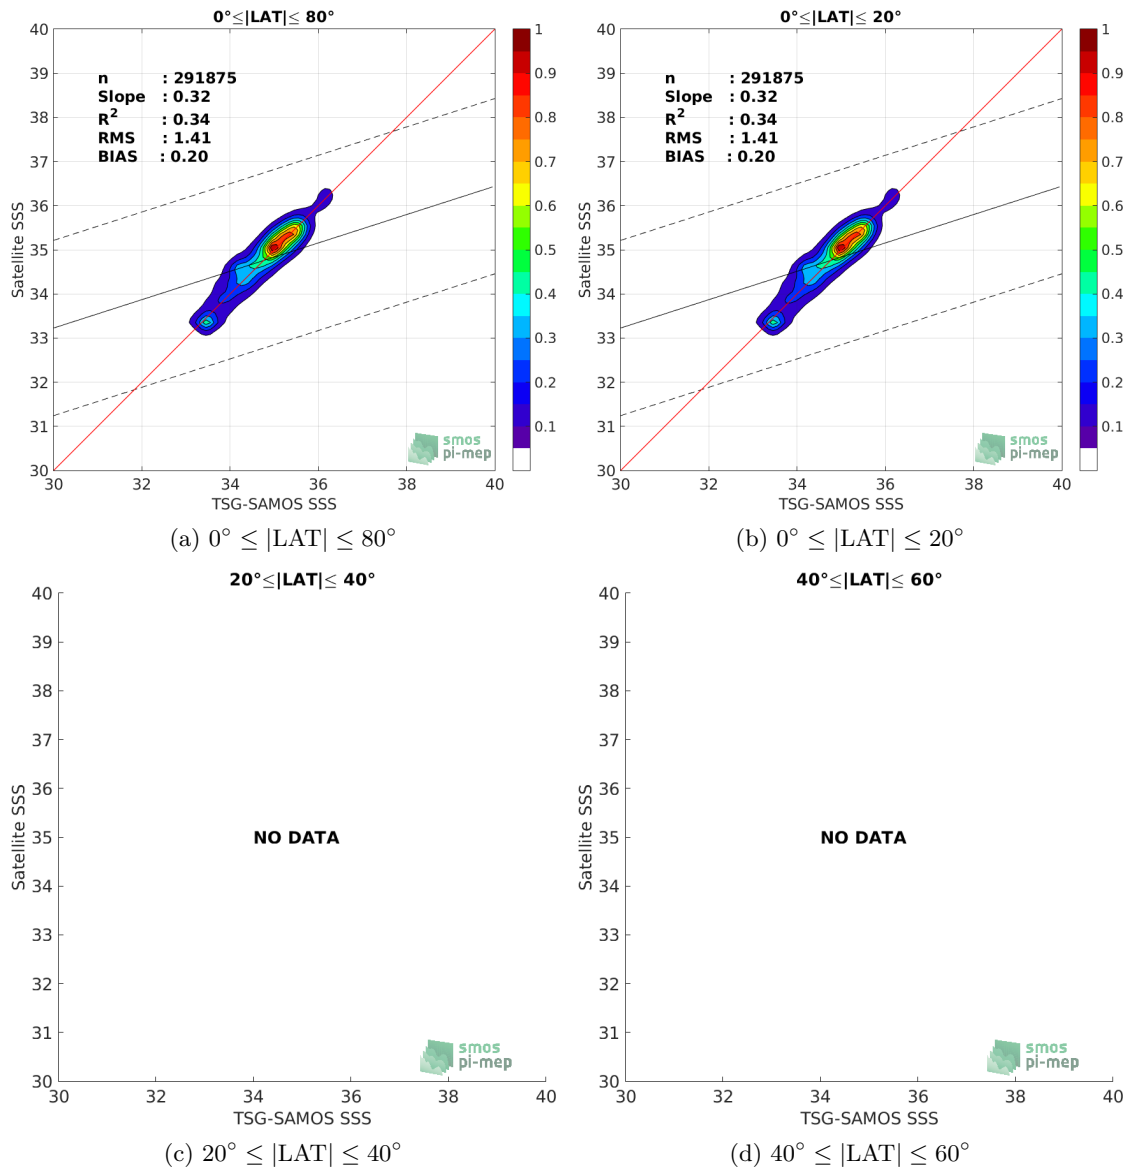 0°≤|LAT|≤ 80°
40
39
38
37
36
35
34
33
32
31
30
Satellite SSS
n : 291875
Slope : 0.32
R² : 0.34
RMS : 1.41
BIAS : 0.20
1
0.9
0.8
0.7
0.6
0.5
0.4
0.3
0.2
0.1
smos
pi-mep
30 32 34 36 38 40
TSG-SAMOS SSS
(a) 0° ≤ |LAT| ≤ 80°
0°≤|LAT|≤ 20°
40
39
38
37
36
35
34
33
32
31
30
Satellite SSS
n : 291875
Slope : 0.32
R² : 0.34
RMS : 1.41
BIAS : 0.20
1
0.9
0.8
0.7
0.6
0.5
0.4
0.3
0.2
0.1
smos
pi-mep
30 32 34 36 38 40
TSG-SAMOS SSS
(b) 0° ≤ |LAT| ≤ 20°
20°≤|LAT|≤ 40°
40
39
38
37
36
35
34
33
32
31
30
Satellite SSS
NO DATA
smos
pi-mep
30 32 34 36 38 40
TSG-SAMOS SSS
(c) 20° ≤ |LAT| ≤ 40°
40°≤|LAT|≤ 60°
40
39
38
37
36
35
34
33
32
31
30
Satellite SSS
NO DATA
smos
pi-mep
30 32 34 36 38 40
TSG-SAMOS SSS
(d) 40° ≤ |LAT| ≤ 60°